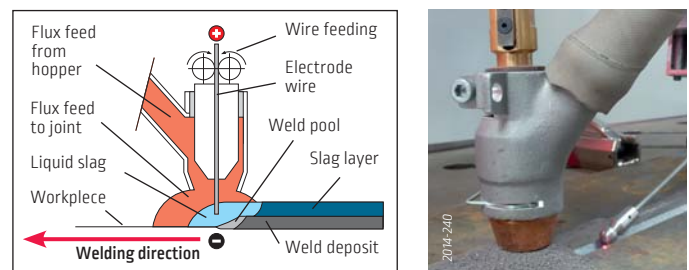 Flux feed
from
hopper
Flux feed
to joint
Liquid slag
Workplece
Welding direction
+
Wire feeding
Electrode
wire
Weld pool
Slag layer
Weld deposit
−
2014-240